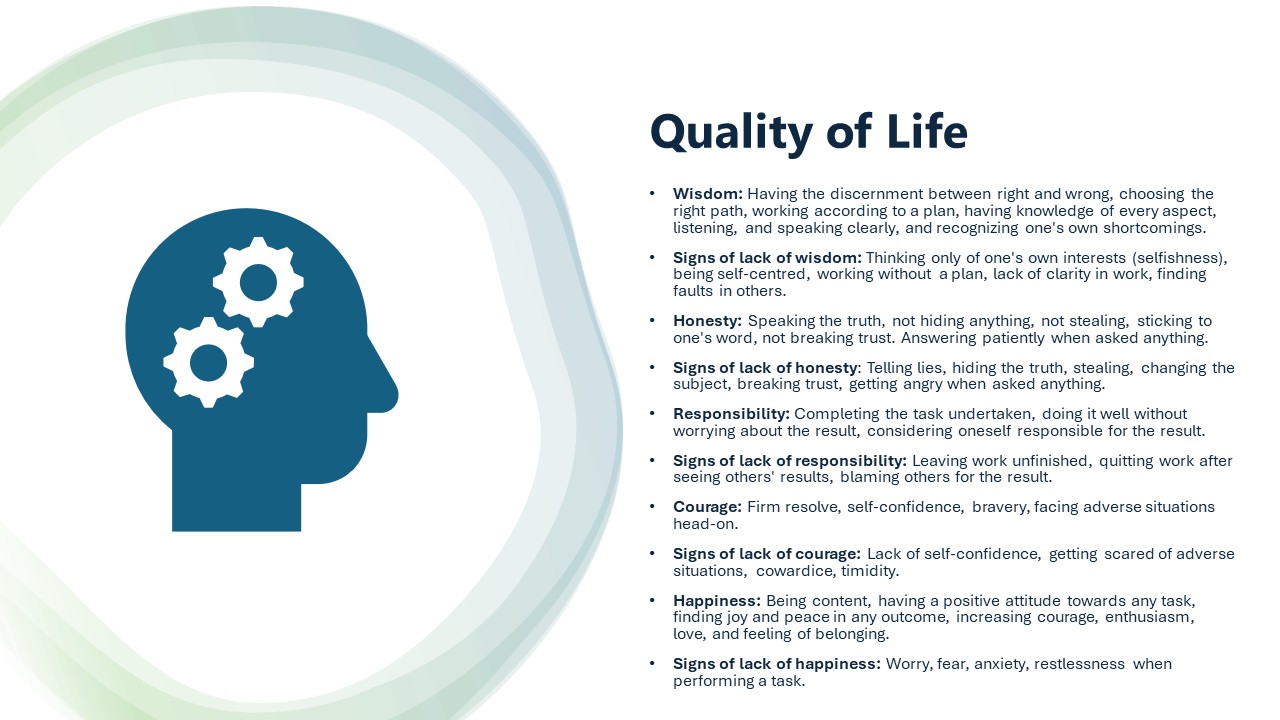 Quality of Life
• Wisdom: Having the discernment between right and wrong, choosing the
right path, working according to a plan, having knowledge of every aspect,
listening, and speaking clearly, and recognizing one's own shortcomings.
• Signs of lack of wisdom: Thinking only of one's own interests (selfishness),
being self-centred, working without a plan, lack of clarity in work, finding
faults in others.
• Honesty: Speaking the truth, not hiding anything, not stealing, sticking to
one's word, not breaking trust. Answering patiently when asked anything.
• Signs of lack of honesty: Telling lies, hiding the truth, stealing, changing the
subject, breaking trust, getting angry when asked anything.
• Responsibility: Completing the task undertaken, doing it well without
worrying about the result, considering oneself responsible for the result.
• Signs of lack of responsibility: Leaving work unfinished, quitting work after
seeing others' results, blaming others for the result.
• Courage: Firm resolve, self-confidence, bravery, facing adverse situations
head-on.
• Signs of lack of courage: Lack of self-confidence, getting scared of adverse
situations, cowardice, timidity.
• Happiness: Being content, having a positive attitude towards any task,
finding joy and peace in any outcome, increasing courage, enthusiasm,
love, and feeling of belonging.
• Signs of lack of happiness: Worry, fear, anxiety, restlessness when
performing a task.